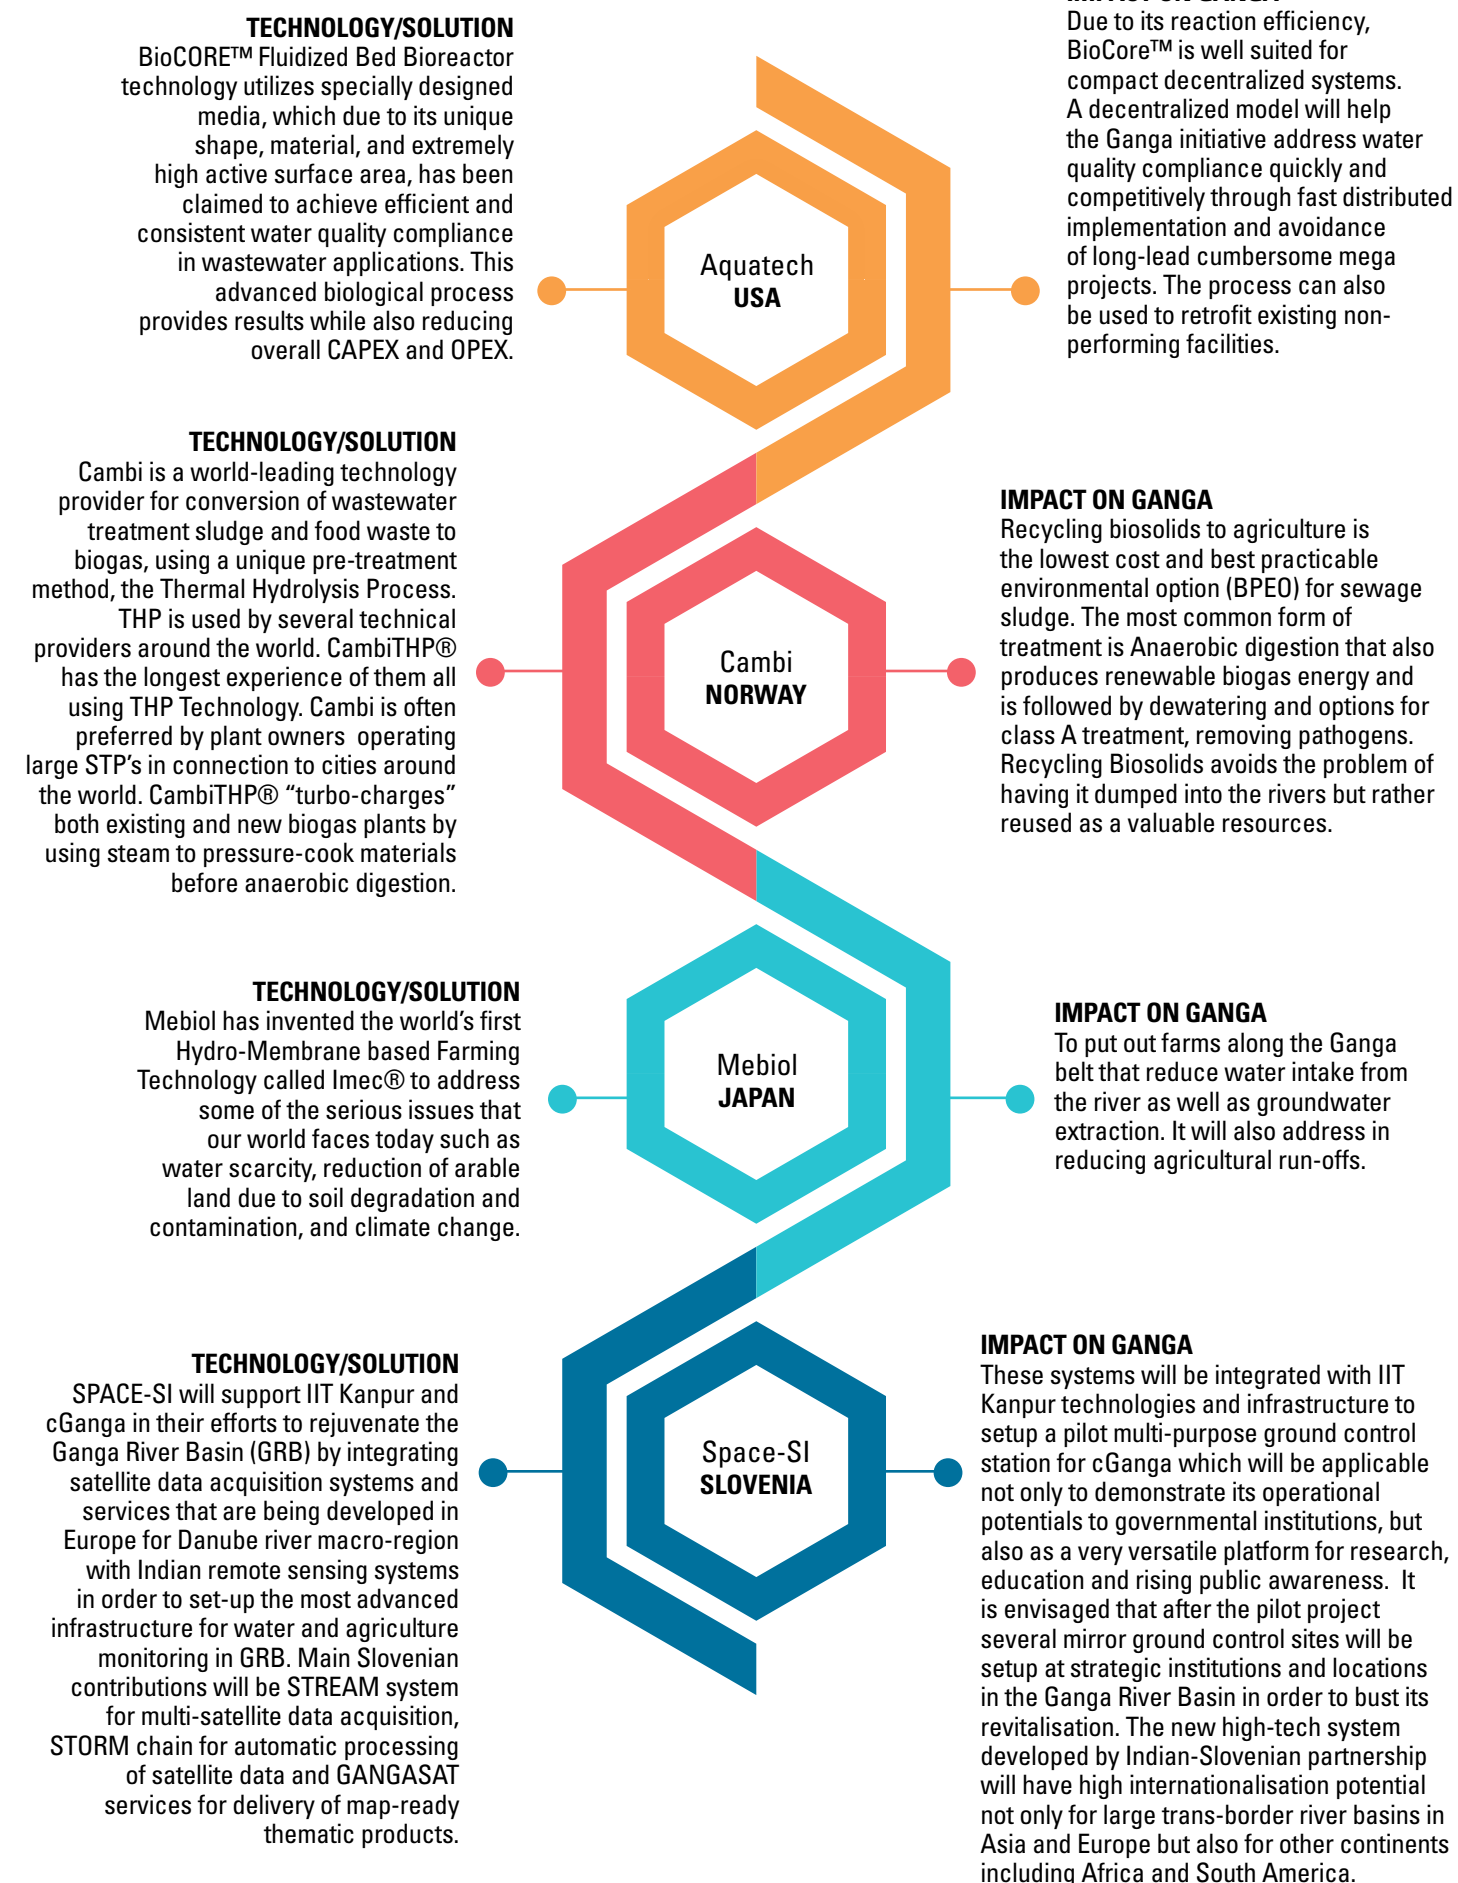 TECHNOLOGY/SOLUTION
BioCORE™ Fluidized Bed Bioreactor
technology utilizes specially designed
media, which due to its unique
shape, material, and extremely
high active surface area, has been
claimed to achieve efficient and
consistent water quality compliance
in wastewater applications. This
advanced biological process
provides results while also reducing
overall CAPEX and OPEX.
Aquatech
USA
IMPACT ON GANGA
Due to its reaction efficiency,
BioCore™ is well suited for
compact decentralized systems.
A decentralized model will help
the Ganga initiative address water
quality compliance quickly and
competitively through fast distributed
implementation and avoidance
of long-lead cumbersome mega
projects. The process can also
be used to retrofit existing non-
performing facilities.
TECHNOLOGY/SOLUTION
Cambi is a world-leading technology
provider for conversion of wastewater
treatment sludge and food waste to
biogas, using a unique pre-treatment
method, the Thermal Hydrolysis Process.
THP is used by several technical
providers around the world. CambiTHP®
has the longest experience of them all
using THP Technology. Cambi is often
preferred by plant owners  operating
large STP's in connection to cities around
the world. CambiTHP® “turbo-charges”
both existing and new biogas plants by
using steam to pressure-cook materials
before anaerobic digestion.
Cambi
NORWAY
IMPACT ON GANGA
Recycling biosolids to agriculture is
the lowest cost and best practicable
environmental option (BPEO) for sewage
sludge. The most common form of
treatment is Anaerobic digestion that also
produces renewable biogas energy and
is followed by dewatering and options for
class A treatment, removing pathogens.
Recycling Biosolids avoids the problem of
having it dumped into the rivers but rather
reused as a valuable resources.
TECHNOLOGY/SOLUTION
Mebiol has invented the world's first
Hydro-Membrane based Farming
Technology called Imec® to address
some of the serious issues that
our world faces today such as
water scarcity, reduction of arable
land due to soil degradation and
contamination, and climate change.
Mebiol
JAPAN
IMPACT ON GANGA
To put out farms along the Ganga
belt that reduce water intake from
the river as well as groundwater
extraction. It will also address in
reducing agricultural run-offs.
TECHNOLOGY/SOLUTION
SPACE-SI will support IIT Kanpur and
cGanga in their efforts to rejuvenate the
Ganga River Basin (GRB) by integrating
satellite data acquisition systems and
services that are being developed in
Europe for Danube river macro-region
with Indian remote sensing systems
in order to set-up the most advanced
infrastructure for water and agriculture
monitoring in GRB. Main Slovenian
contributions will be STREAM system
for multi-satellite data acquisition,
STORM chain for automatic processing
of satellite data and GANGASAT
services for delivery of map-ready
thematic products.
Space-SI
SLOVENIA
IMPACT ON GANGA
These systems will be integrated with IIT
Kanpur technologies and infrastructure to
setup a pilot multi-purpose ground control
station for cGanga which will be applicable
not only to demonstrate its operational
potentials to governmental institutions, but
also as a very versatile platform for research,
education and rising public awareness.  It
is envisaged that after the pilot project
several mirror ground control sites will be
setup at strategic institutions and locations
in the Ganga River Basin in order to bust its
revitalisation. The new high-tech system
developed by Indian-Slovenian partnership
will have high internationalisation potential
not only for large trans-border river basins in
Asia and Europe but also for other continents
including Africa and South America.